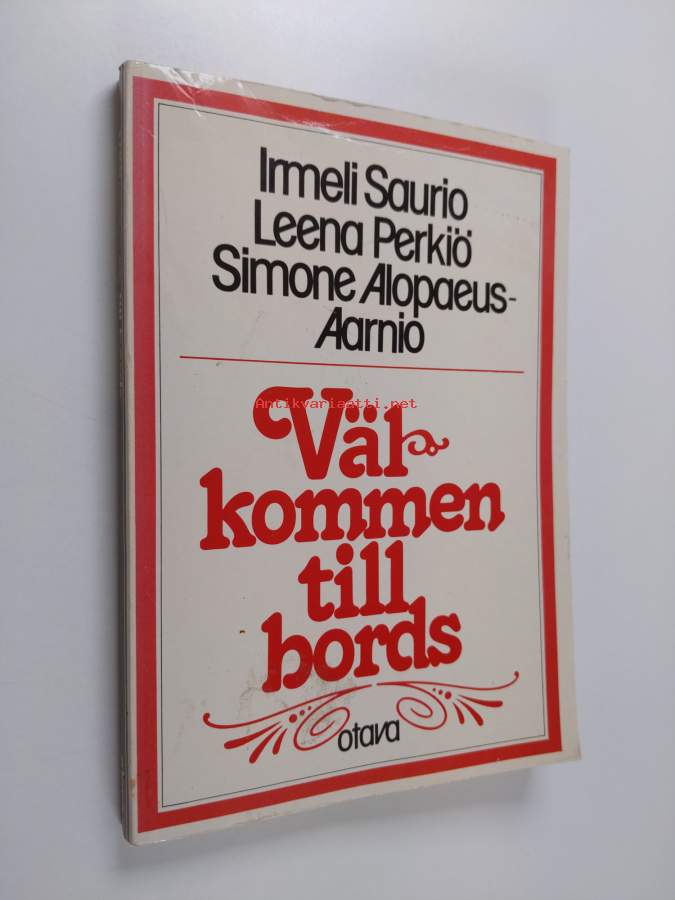 Irmeli Saurio
Leena Perkiö
Simone Alopaeus-
Aarnio
Antikvariaatti.net
Väl-
kommen
till
bords
otava